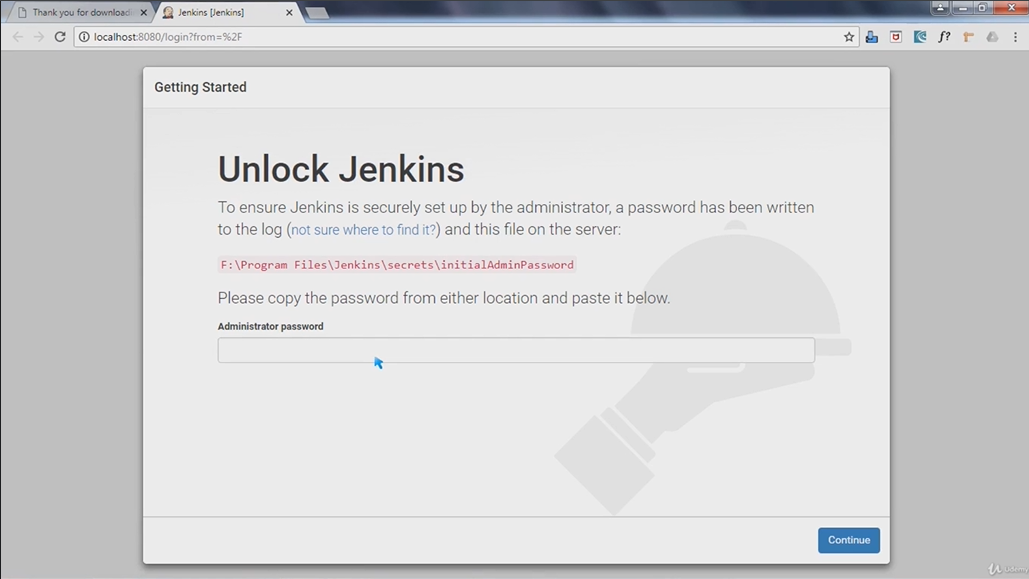 Thank you for downloadi
Jenkins [Jenkins]
localhost:8080/login?from=%2F
f?
Getting Started
Unlock Jenkins
To ensure Jenkins is securely set up by the administrator, a password has been written
to the log (not sure where to find it?) and this file on the server:
F:\Program Files\Jenkins\secrets\initialAdminPassword
Please copy the password from either location and paste it below.
Administrator password
Continue
Udemy